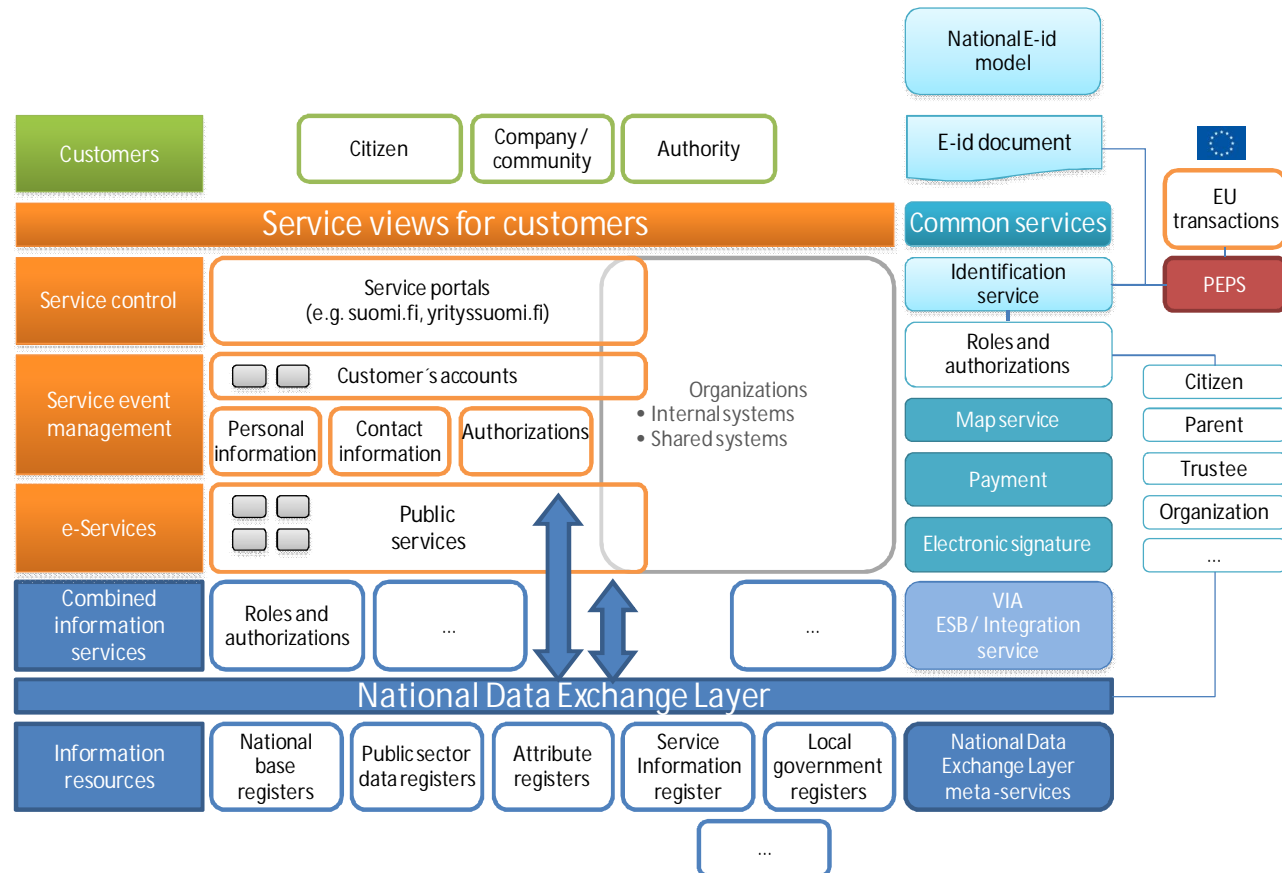 National E-id
model
Customers
Citizen
Company /
community
Authority
E-id document
EU
transactions
Service views for customers
Common services
Service control
Service portals
(e.g. suomi.fi, yrityssuomi.fi)
Identification
service
PEPS
Roles and
authorizations
Service event
management
Customer´s accounts
Organizations
• Internal systems
• Shared systems
Personal
information
Contact
information
Authorizations
Map service
Citizen
Parent
Trustee
Organization
...
Payment
e-Services
Public
services
Electronic signature
Combined
information
services
Roles and
authorizations
...
...
VIA
ESB / Integration
service
National Data Exchange Layer
Information
resources
National
base
registers
Public sector
data registers
Attribute
registers
Service
Information
register
Local
government
registers
National Data
Exchange Layer
meta-services
...